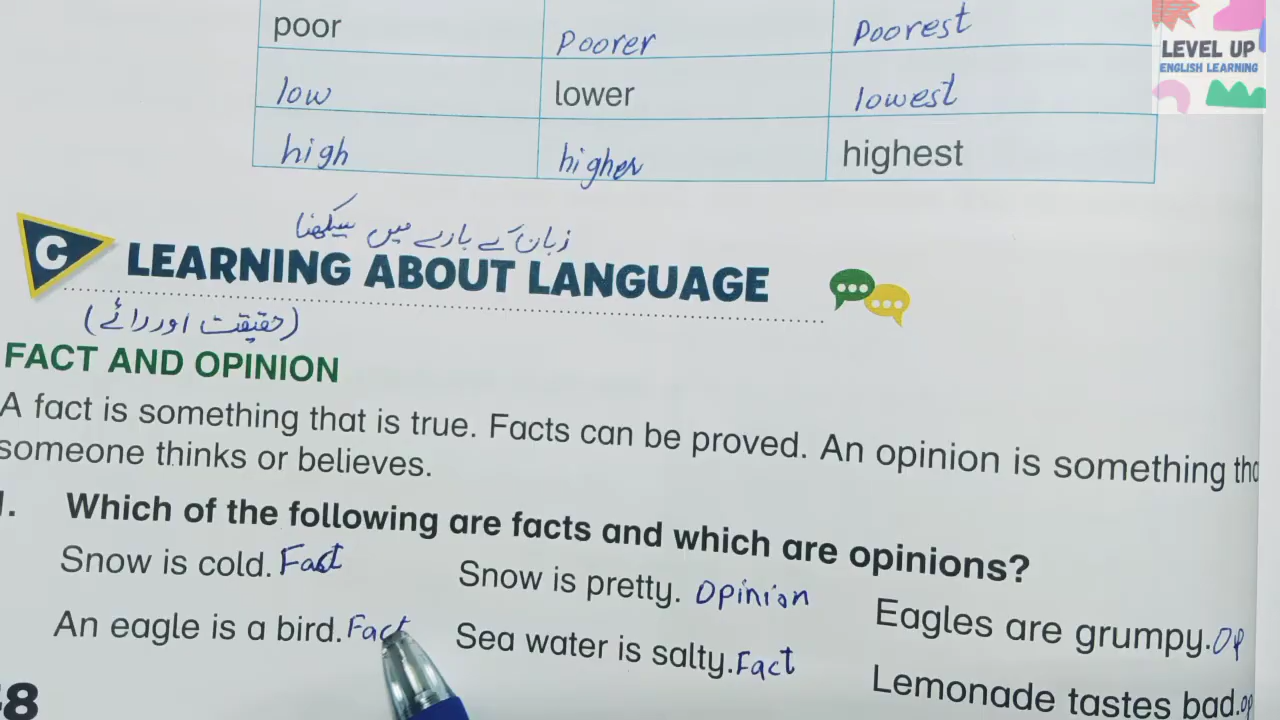 poor Poorer Poorest
LEVEL UP
ENGLISH LEARNING
low lower lowest
high higher highest
زبان کے بارے میں سیکھنا
C LEARNING ABOUT LANGUAGE
(حقیقت اور رائے)
FACT AND OPINION
A fact is something that is true. Facts can be proved. An opinion is something tha
someone thinks or believes.
1. Which of the following are facts and which are opinions?
Snow is cold. Fact Snow is pretty. Opinion Eagles are grumpy. Op
An eagle is a bird. Fact Sea water is salty. Fact Lemonade tastes bad. op
8